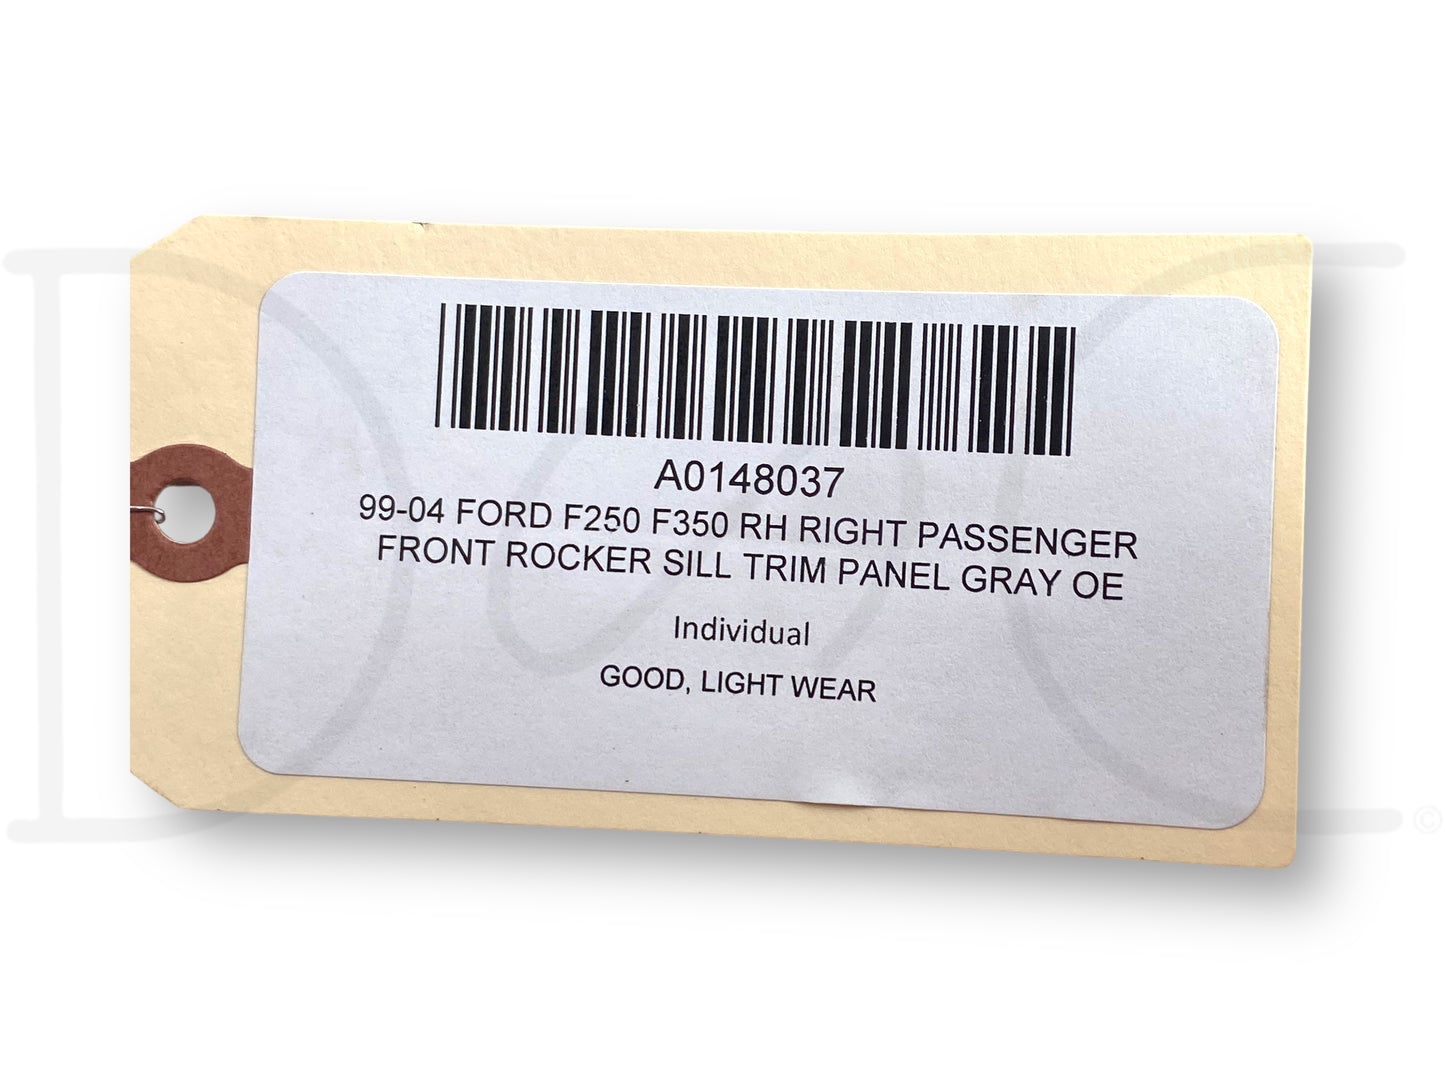 A0148037
99-04 FORD F250 F350 RH RIGHT PASSENGER
FRONT ROCKER SILL TRIM PANEL GRAY OE
Individual
GOOD, LIGHT WEAR
©